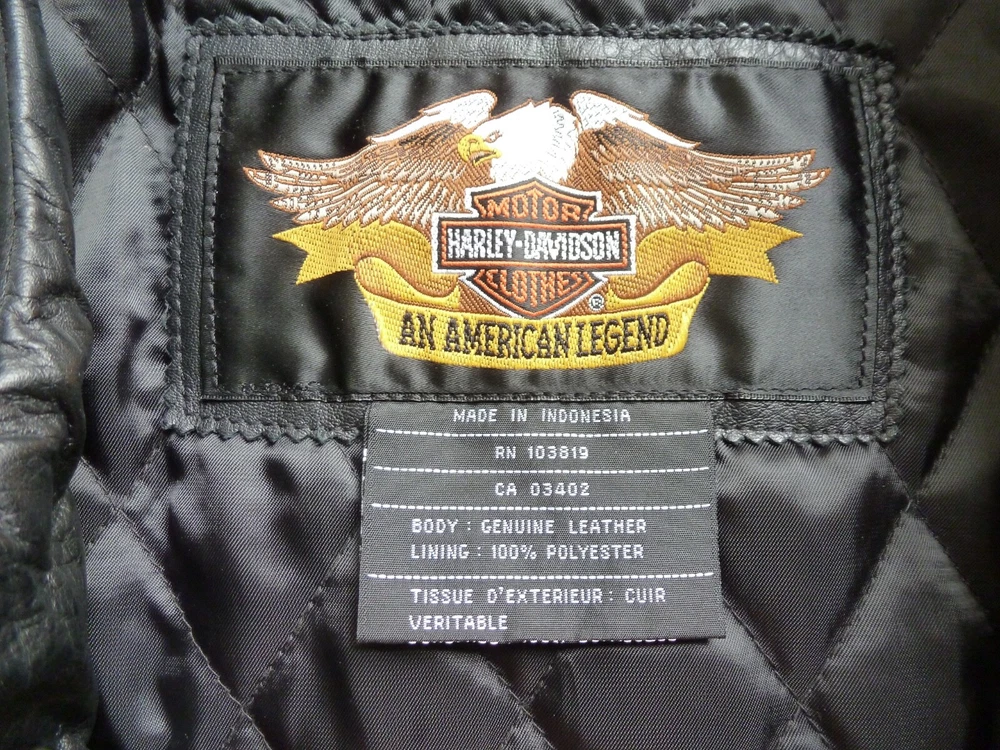 MOTOR
HARLEY-DAVIDSON
CLOTHES
®
AN AMERICAN LEGEND
MADE IN INDONESIA
RN 103819
CA 03402
BODY : GENUINE LEATHER
LINING : 100% POLYESTER
TISSUE D'EXTERIEUR : CUIR
VERITABLE